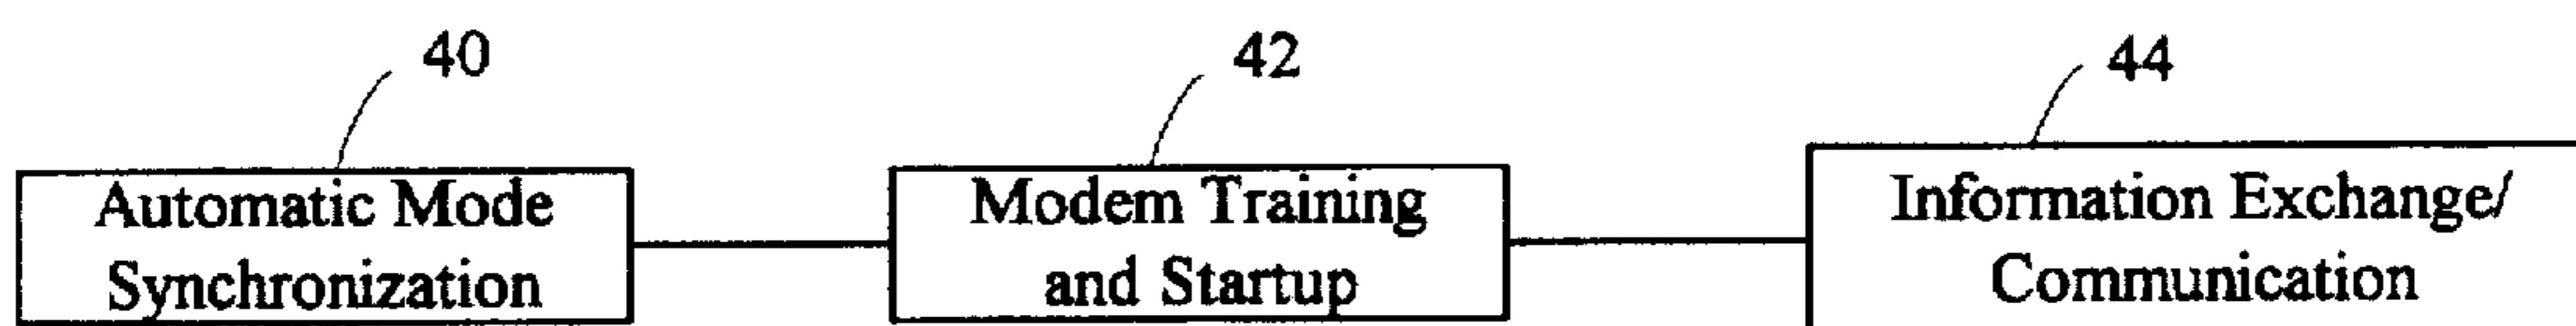 40
42
44
Automatic Mode
Synchronization
Modem Training
and Startup
Information Exchange/
Communication